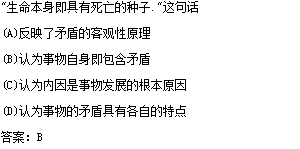 "生命本身即具有死亡的种子."这句话
(A)反映了矛盾的客观性原理
(B)认为事物自身即包含矛盾
(C)认为内因是事物发展的根本原因
(D)认为事物的矛盾具有各自的特点
答案：B